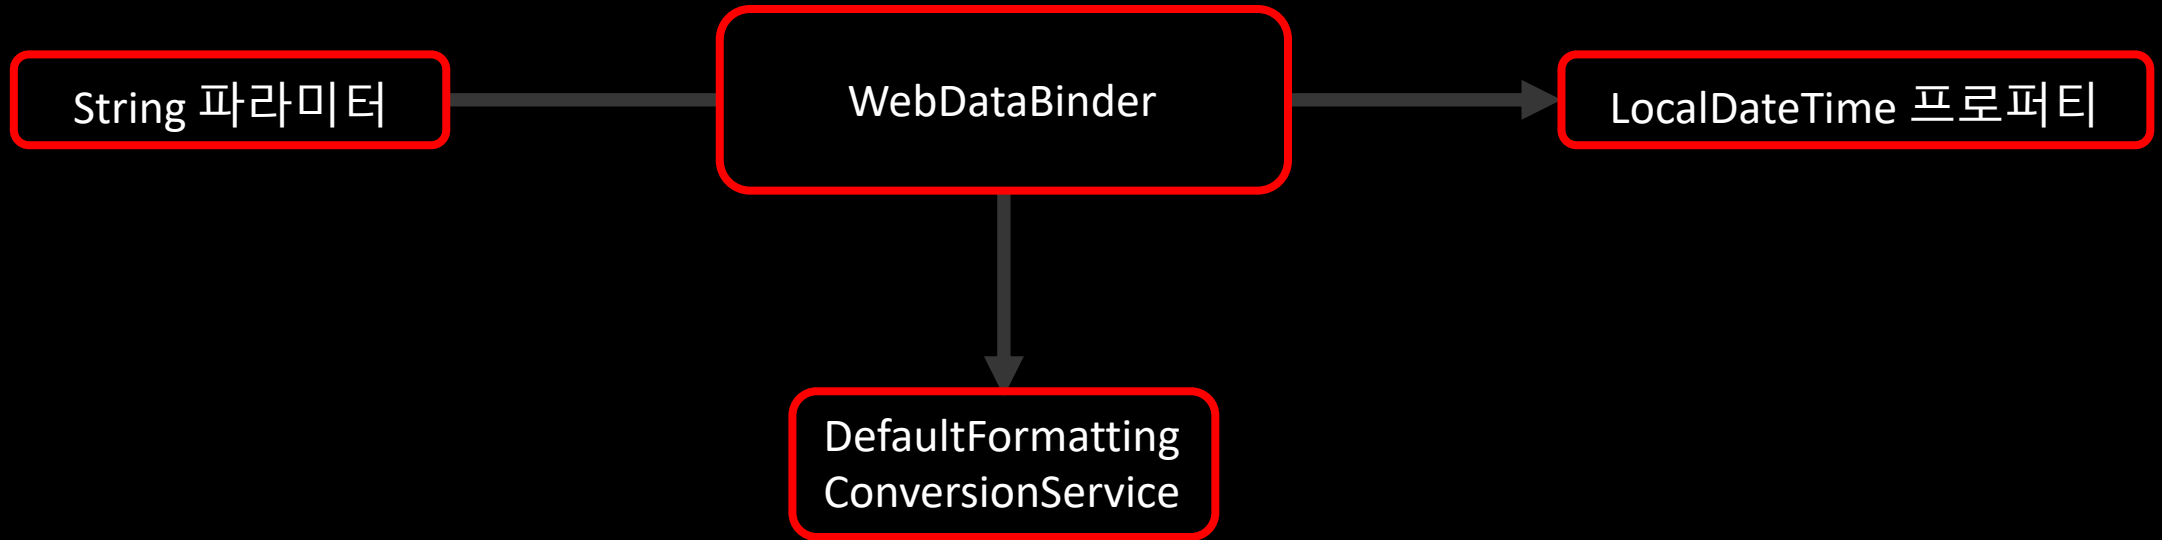 String 파라미터
WebDataBinder
LocalDateTime 프로퍼티
DefaultFormatting
ConversionService